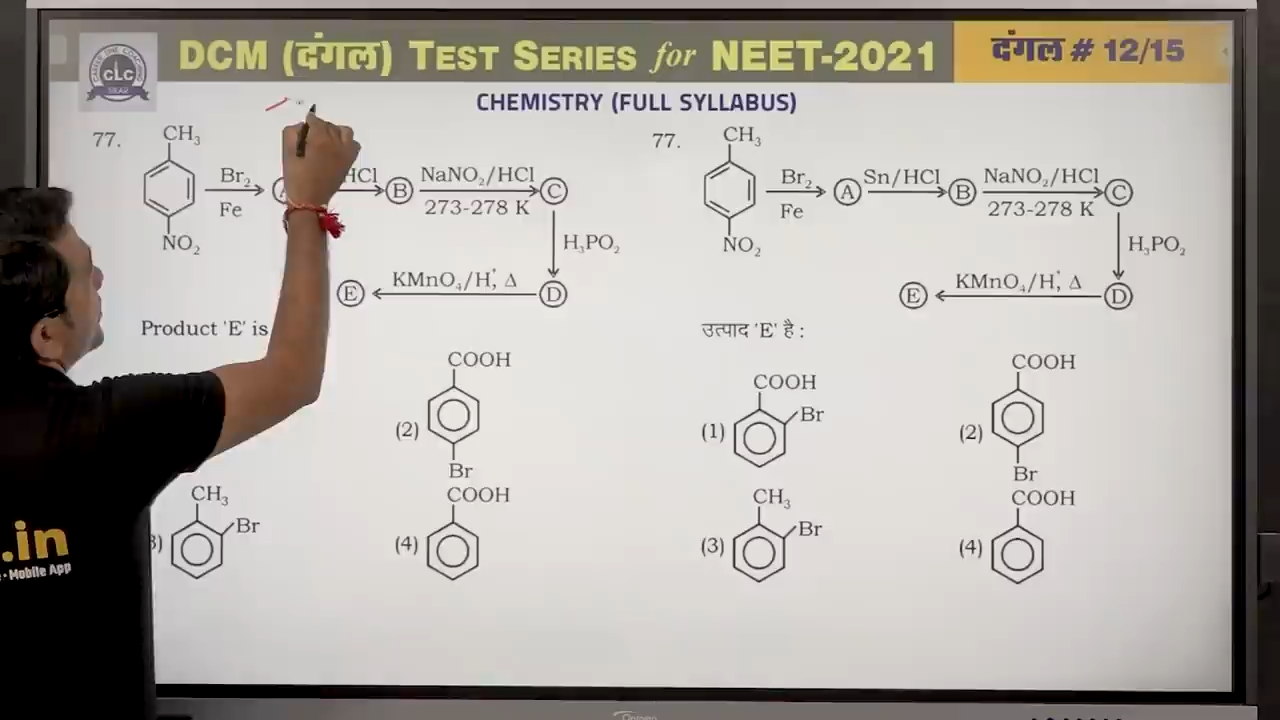 DCM (दंगल) TEST SERIES for NEET-2021
दंगल # 12/15
CLC
SIKAR
CHEMISTRY (FULL SYLLABUS)
77.
CH₃
NO₂
Br₂
Fe
HCl
B
NaNO₂/HCl
273-278 K
C
H₃PO₂
D
KMnO₄/H⁺, Δ
E
Product 'E' is
(2)
COOH
Br
3)
CH₃
Br
(4)
COOH
77.
CH₃
NO₂
Br₂
Fe
A
Sn/HCl
B
NaNO₂/HCl
273-278 K
C
H₃PO₂
D
KMnO₄/H⁺, Δ
E
उत्पाद 'E' है :
(1)
COOH
Br
(2)
COOH
Br
(3)
CH₃
Br
(4)
COOH
.in
• Mobile App